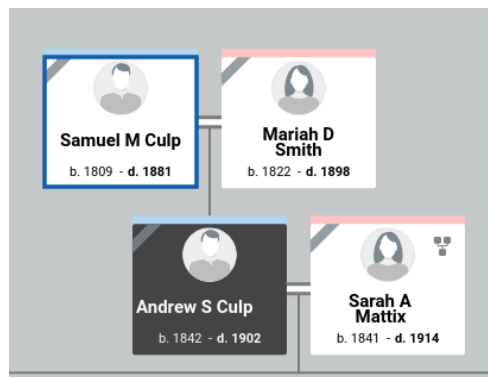 Samuel M Culp
b. 1809 - d. 1881
Mariah D
Smith
b. 1822 - d. 1898
Andrew S Culp
b. 1842 - d. 1902
Sarah A
Mattix
b. 1841 - d. 1914